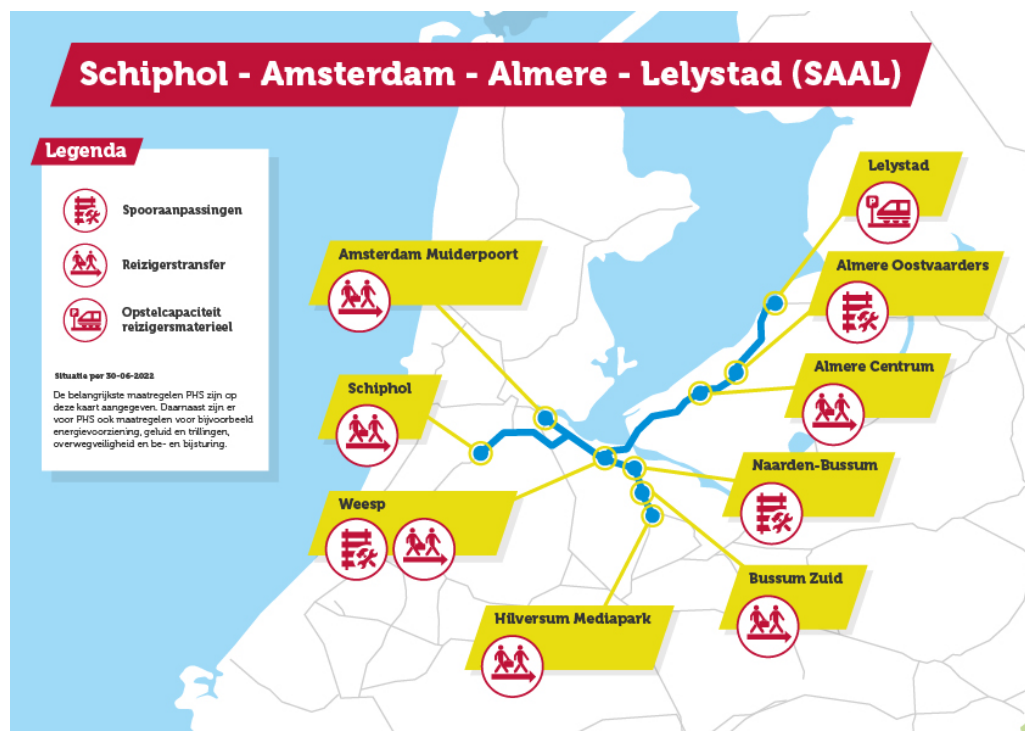 Schiphol - Amsterdam - Almere - Lelystad (SAAL)
Legenda
Spooraanpassingen
Reizigerstransfer
Opstelcapaciteit
reizigersmaterieel
Situatie per 30-06-2022
De belangrijkste maatregelen PHS zijn op
deze kaart aangegeven. Daarnaast zijn er
voor PHS ook maatregelen voor bijvoorbeeld
energievoorziening, geluid en trillingen,
overwegveiligheid en be- en bijsturing.
Lelystad
P
Amsterdam Muiderpoort
Almere Oostvaarders
Schiphol
Almere Centrum
Naarden-Bussum
Weesp
Bussum Zuid
Hilversum Mediapark